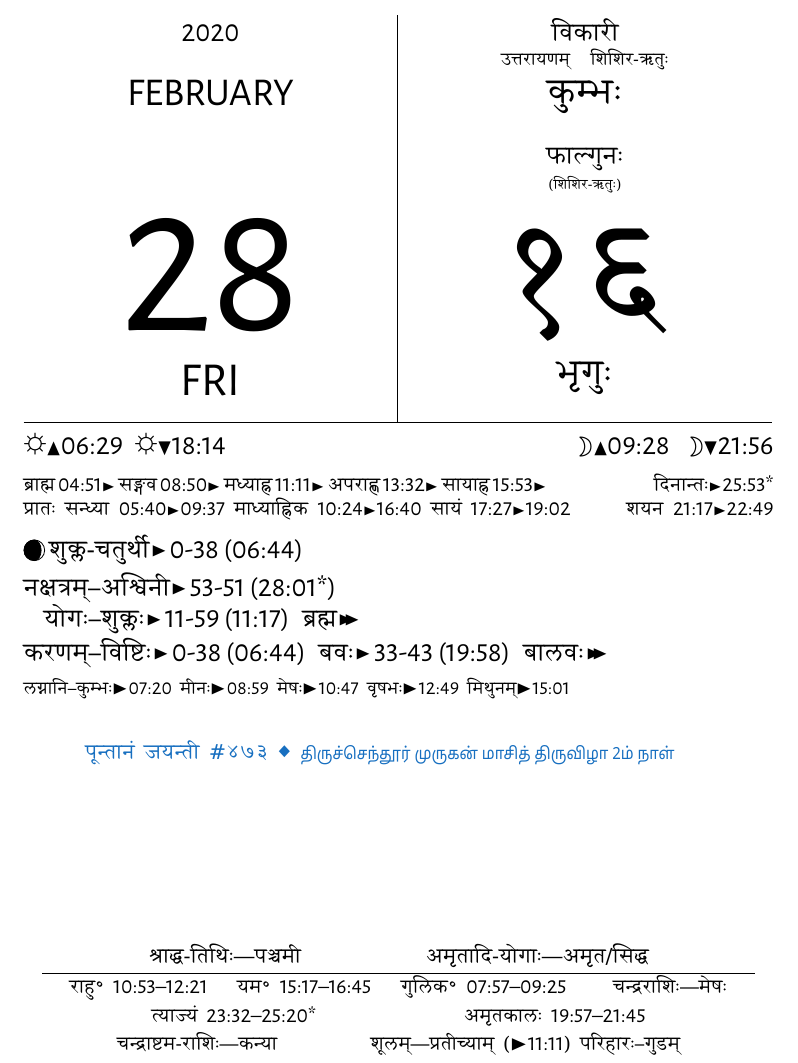 2020
FEBRUARY
28
FRI
विकारी
उत्तरायणम् शिशिर-ऋतुः
कुम्भः
फाल्गुनः
(शिशिर-ऋतुः)
१६
भृगुः
☼▲06:29 ☼▼18:14 ☽▲09:28 ☽▼21:56
ब्राह्म 04:51► सङ्गव 08:50► मध्याह्न 11:11► अपराह्ण 13:32► सायाह्न 15:53► दिनान्तः►25:53*
प्रातः सन्ध्या 05:40►09:37 माध्याह्निक 10:24►16:40 सायं 17:27►19:02 शयन 21:17►22:49
शुक्ल-चतुर्थी►0-38 (06:44)
नक्षत्रम्–अश्विनी►53-51 (28:01*)
योगः–शुक्लः►11-59 (11:17) ब्रह्म►►
करणम्–विष्टिः►0-38 (06:44) बवः►33-43 (19:58) बालवः►►
लग्नानि–कुम्भः►07:20 मीनः►08:59 मेषः►10:47 वृषभः►12:49 मिथुनम्►15:01
पून्तानं जयन्ती #४७३ ◆ திருச்செந்தூர் முருகன் மாசித் திருவிழா 2ம் நாள்
श्राद्ध-तिथिः—पञ्चमी अमृतादि-योगाः—अमृत/सिद्ध
राहु° 10:53–12:21 यम° 15:17–16:45 गुलिक° 07:57–09:25 चन्द्रराशिः—मेषः
त्याज्यं 23:32–25:20* अमृतकालः 19:57–21:45
चन्द्राष्टम-राशिः—कन्या शूलम्—प्रतीच्याम् (►11:11) परिहारः–गुडम्